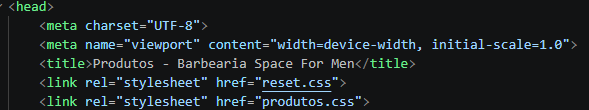 <head>
<meta charset="UTF-8">
<meta name="viewport" content="width=device-width, initial-scale=1.0">
<title>Produtos - Barbearia Space For Men</title>
<link rel="stylesheet" href="reset.css">
<link rel="stylesheet" href="produtos.css">